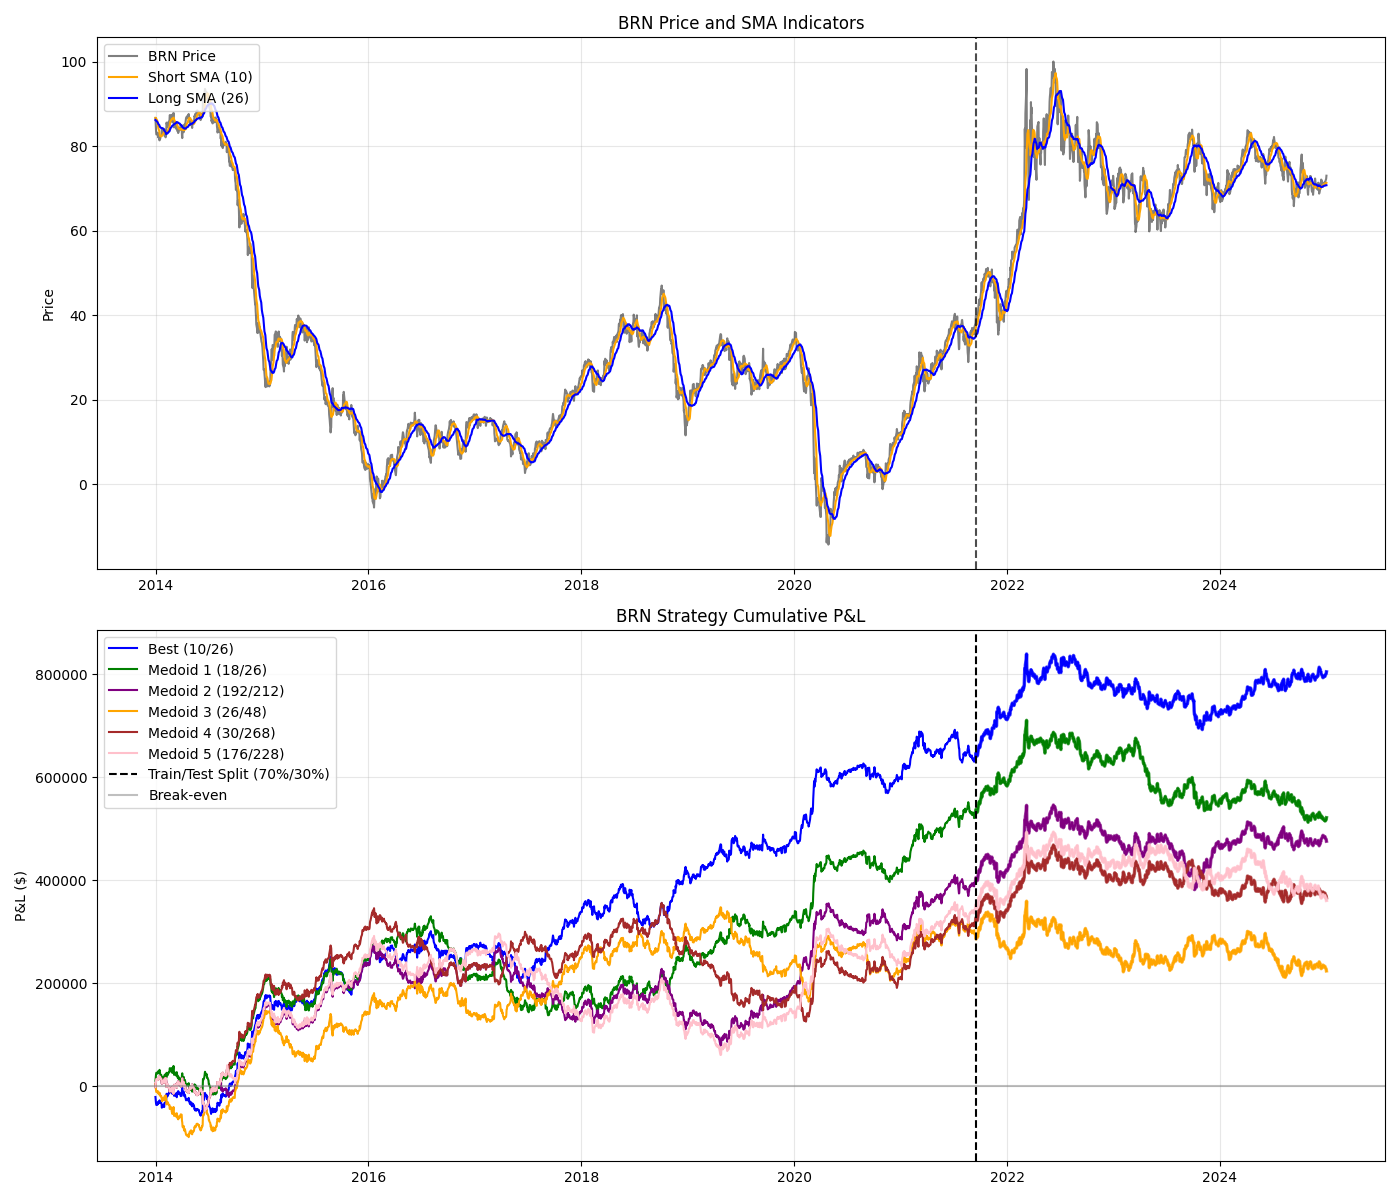 BRN Price and SMA Indicators
BRN Price
Short SMA (10)
Long SMA (26)
Price
100
80
60
40
20
0
2014
2016
2018
2020
2022
2024
BRN Strategy Cumulative P&L
Best (10/26)
Medoid 1 (18/26)
Medoid 2 (192/212)
Medoid 3 (26/48)
Medoid 4 (30/268)
Medoid 5 (176/228)
Train/Test Split (70%/30%)
Break-even
P&L ($)
800000
600000
400000
200000
0
2014
2016
2018
2020
2022
2024